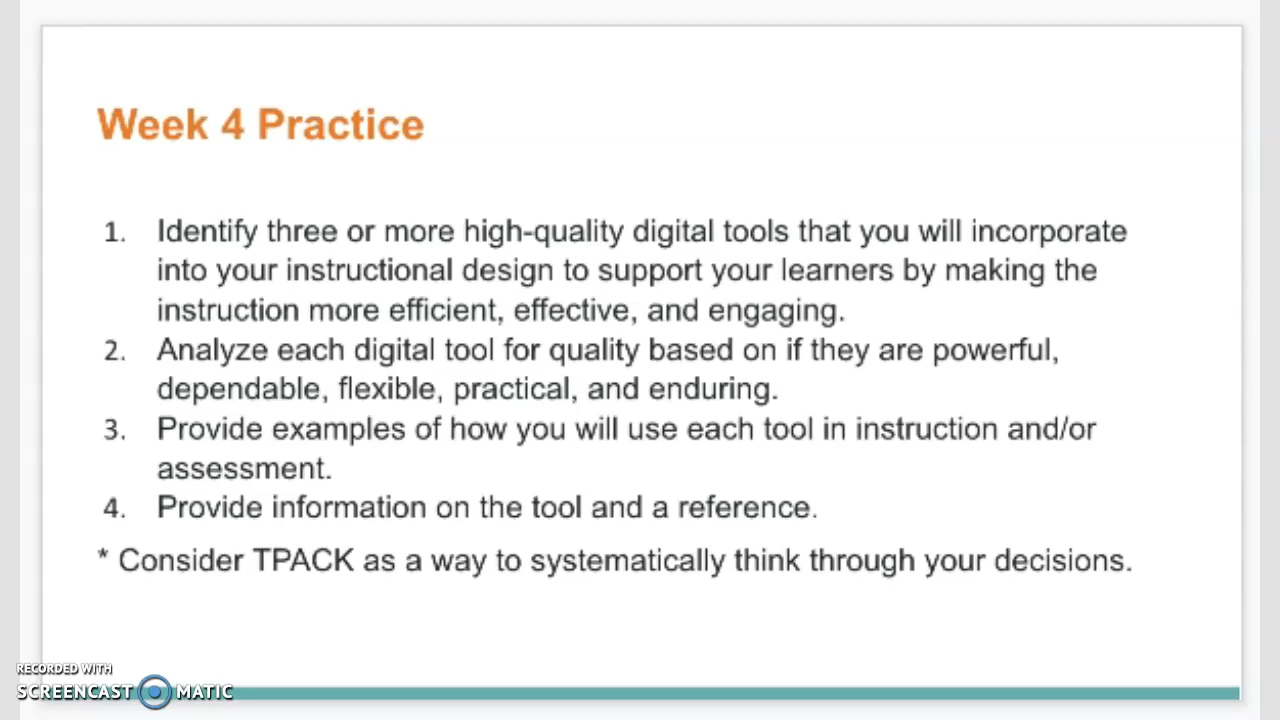 Week 4 Practice
1. Identify three or more high-quality digital tools that you will incorporate
into your instructional design to support your learners by making the
instruction more efficient, effective, and engaging.
2. Analyze each digital tool for quality based on if they are powerful,
dependable, flexible, practical, and enduring.
3. Provide examples of how you will use each tool in instruction and/or
assessment.
4. Provide information on the tool and a reference.
* Consider TPACK as a way to systematically think through your decisions.
RECORDED WITH
SCREENCAST MATIC